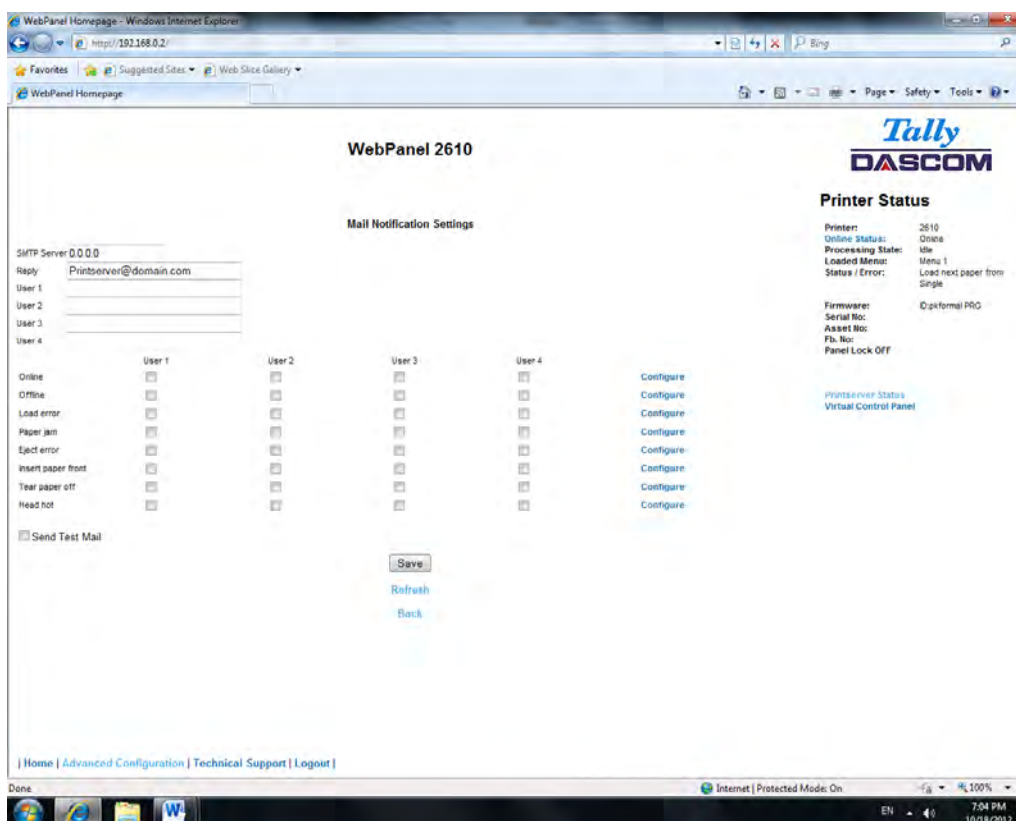 WebPanel Homepage - Windows Internet Explorer
http://192.168.0.2/
Bing
Favorites Suggested Sites Web Slice Gallery
WebPanel Homepage
Page Safety Tools
Tally
DASCOM
WebPanel 2610
Printer Status
Mail Notification Settings
Printer: 2610
Online Status: Online
Processing State: Idle
Loaded Menu: Menu 1
Status / Error: Load next paper from
Single
Firmware:
Serial No:
Asset No:
Fb. No:
Panel Lock OFF
Printserver Status
Virtual Control Panel
SMTP Server 0.0.0.0
Reply Printserver@domain.com
User 1
User 2
User 3
User 4
User 1 User 2 User 3 User 4
Online Configure
Offline Configure
Load error Configure
Paper jam Configure
Eject error Configure
Insert paper front Configure
Tear paper off Configure
Head hot Configure
Send Test Mail
Save
Refresh
Back
| Home | Advanced Configuration | Technical Support | Logout |
Done
Internet | Protected Mode: On
100%
EN
7:04 PM
10/18/2012